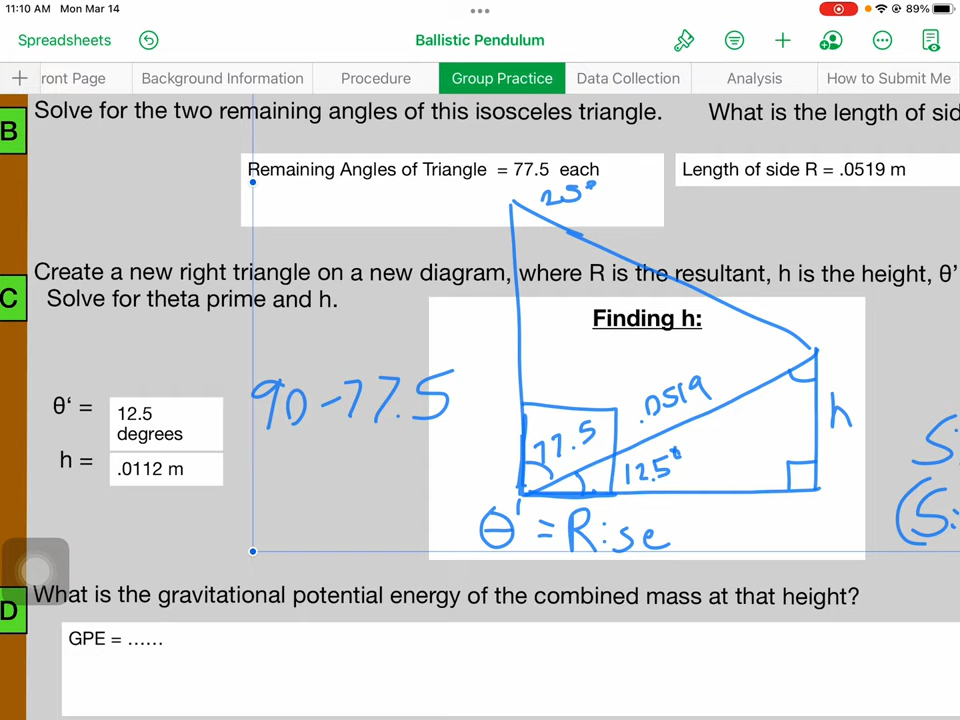 11:10 AM Mon Mar 14
89%
Spreadsheets
Ballistic Pendulum
ront Page
Background Information
Procedure
Group Practice
Data Collection
Analysis
How to Submit Me
B
Solve for the two remaining angles of this isosceles triangle.
What is the length of sid
Remaining Angles of Triangle = 77.5 each
Length of side R = .0519 m
25°
C
Create a new right triangle on a new diagram, where R is the resultant, h is the height, θ'
Solve for theta prime and h.
Finding h:
θ‘ =
12.5
degrees
h =
.0112 m
90-77.5
.0519
h
77.5
12.5°
θ' = Rise
D
What is the gravitational potential energy of the combined mass at that height?
GPE = ......